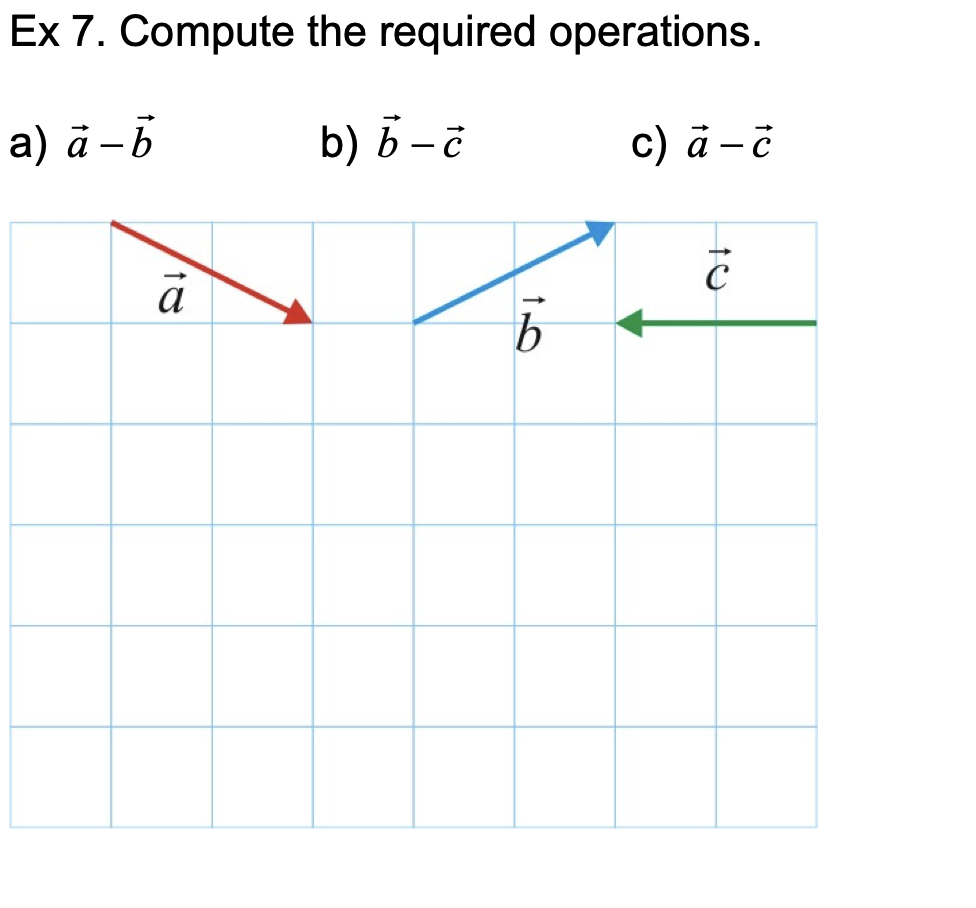 Ex 7. Compute the required operations.
a) a⃗ – b⃗ b) b⃗ – c⃗ c) a⃗ – c⃗
a⃗
b⃗
c⃗